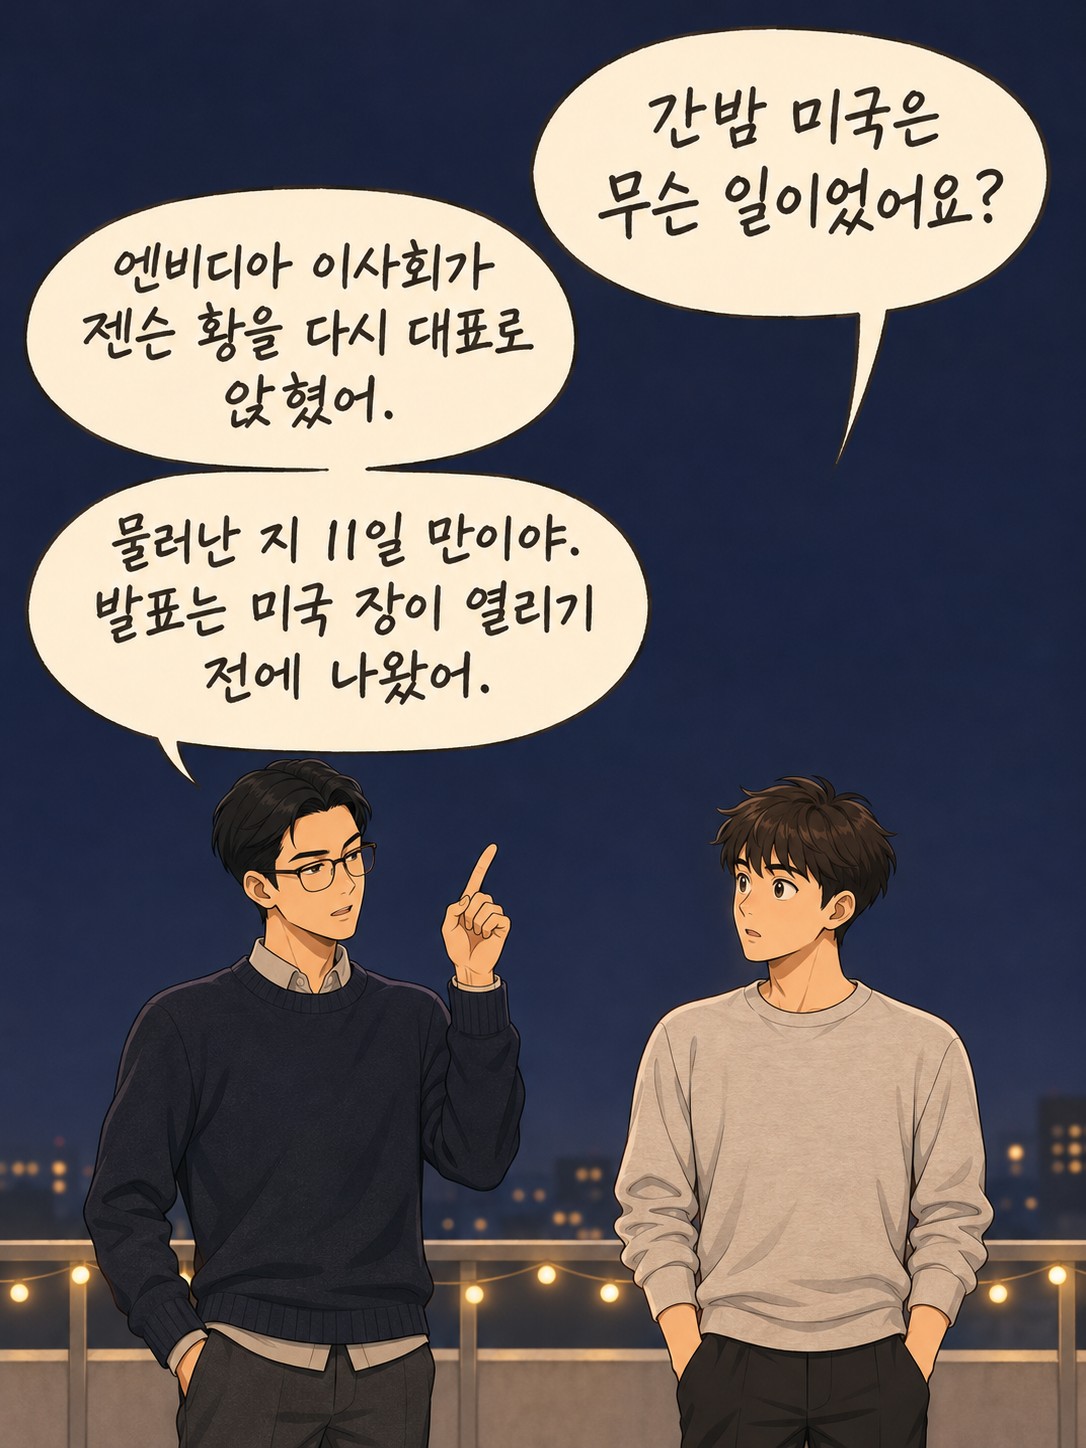 간밤 미국은
무슨 일이었어요?
엔비디아 이사회가
젠슨 황을 다시 대표로
앉혔어.
물러난 지 11일 만이야.
발표는 미국 장이 열리기
전에 나왔어.